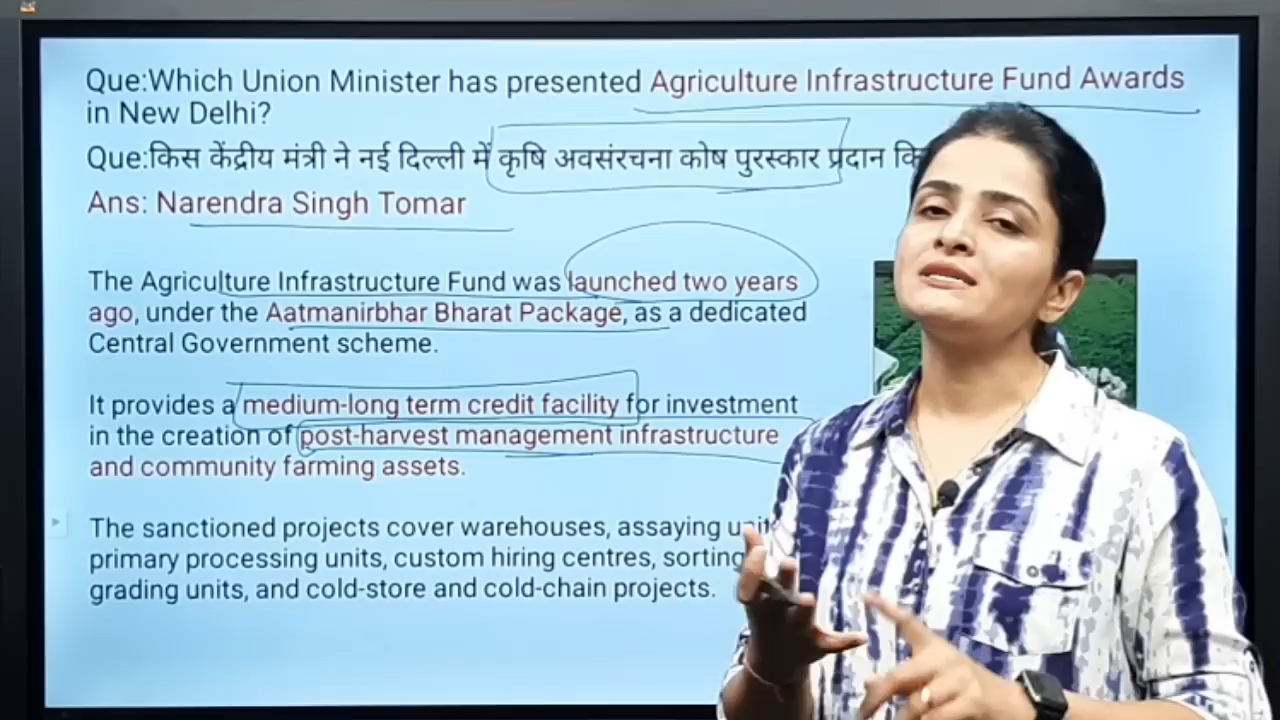 Que:Which Union Minister has presented Agriculture Infrastructure Fund Awards
in New Delhi?
Que:किस केंद्रीय मंत्री ने नई दिल्ली में कृषि अवसंरचना कोष पुरस्कार प्रदान
Ans: Narendra Singh Tomar
The Agriculture Infrastructure Fund was launched two years
ago, under the Aatmanirbhar Bharat Package, as a dedicated
Central Government scheme.
It provides a medium-long term credit facility for investment
in the creation of post-harvest management infrastructure
and community farming assets.
The sanctioned projects cover warehouses, assaying
primary processing units, custom hiring centres, sorting
grading units, and cold-store and cold-chain projects.